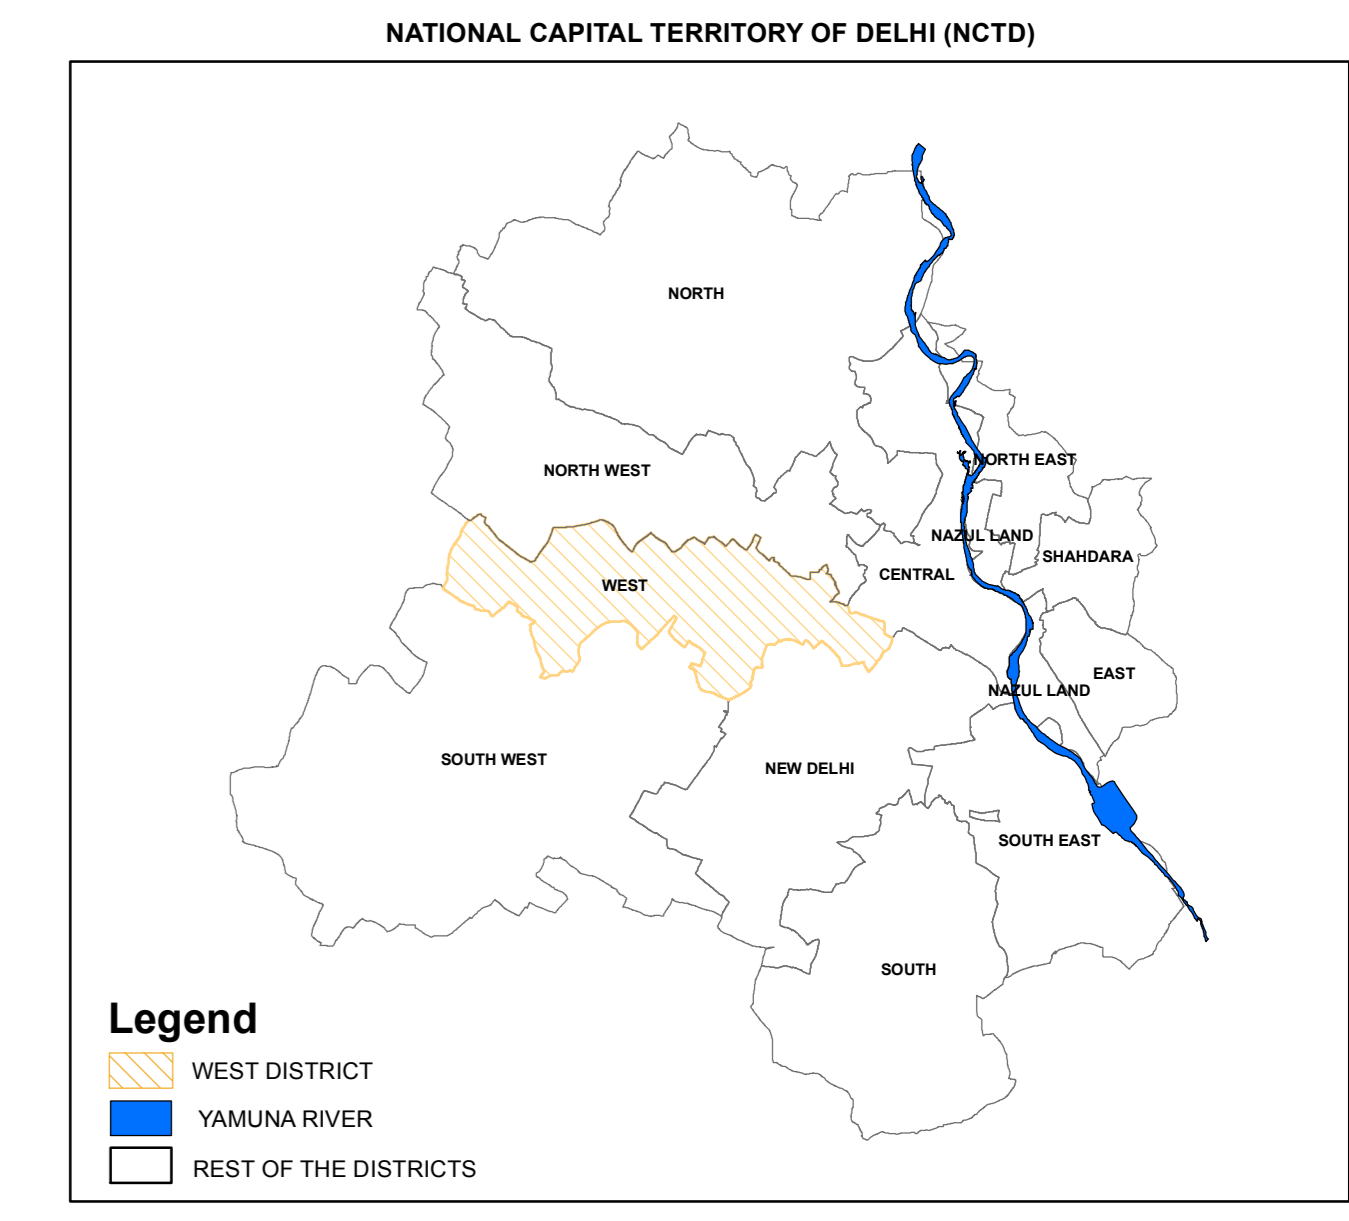 NATIONAL CAPITAL TERRITORY OF DELHI (NCTD)
NORTH
NORTH WEST
NORTH EAST
NAZUL LAND
SHAHDARA
CENTRAL
WEST
EAST
NAZUL LAND
SOUTH WEST
NEW DELHI
SOUTH EAST
SOUTH
Legend
WEST DISTRICT
YAMUNA RIVER
REST OF THE DISTRICTS